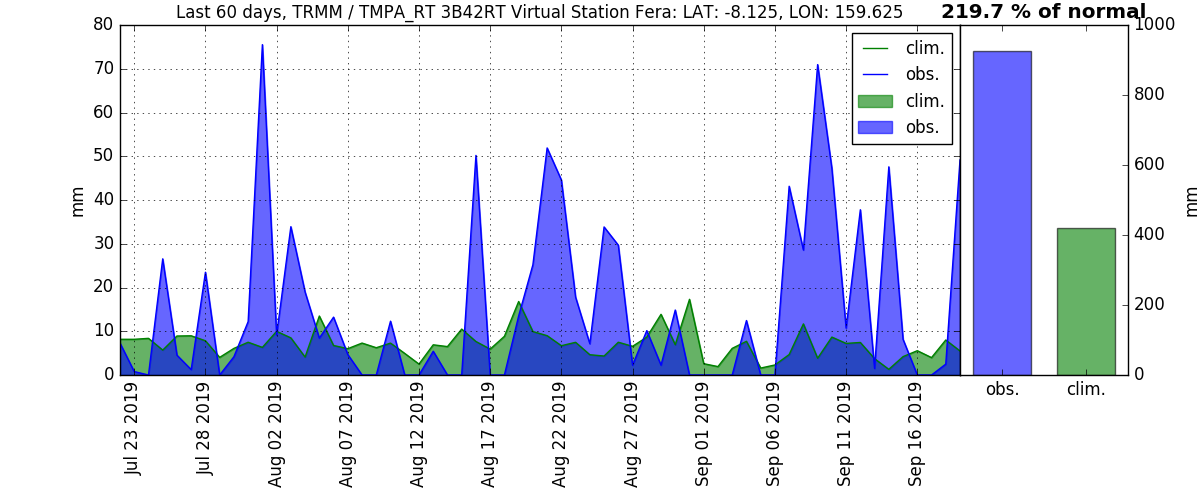 Last 60 days, TRMM / TMPA_RT 3B42RT Virtual Station Fera: LAT: -8.125, LON: 159.625
219.7 % of normal
80
70
60
50
40
30
20
10
0
mm
clim.
obs.
clim.
obs.
1000
800
600
400
200
0
mm
obs.
clim.
Jul 23 2019
Jul 28 2019
Aug 02 2019
Aug 07 2019
Aug 12 2019
Aug 17 2019
Aug 22 2019
Aug 27 2019
Sep 01 2019
Sep 06 2019
Sep 11 2019
Sep 16 2019